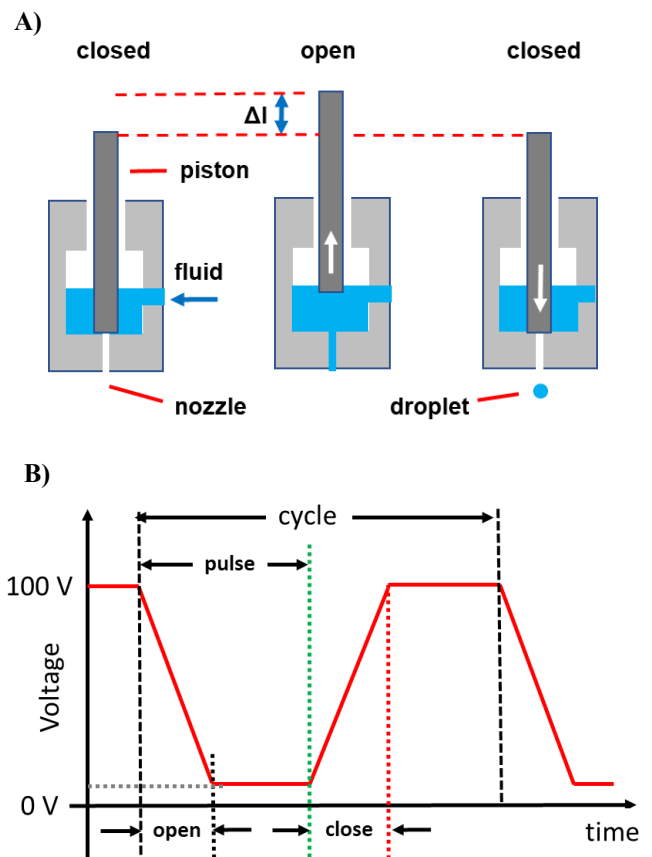 A)
closed open closed
Δl
piston
fluid
nozzle droplet
B)
cycle
pulse
100 V
Voltage
0 V
open close time